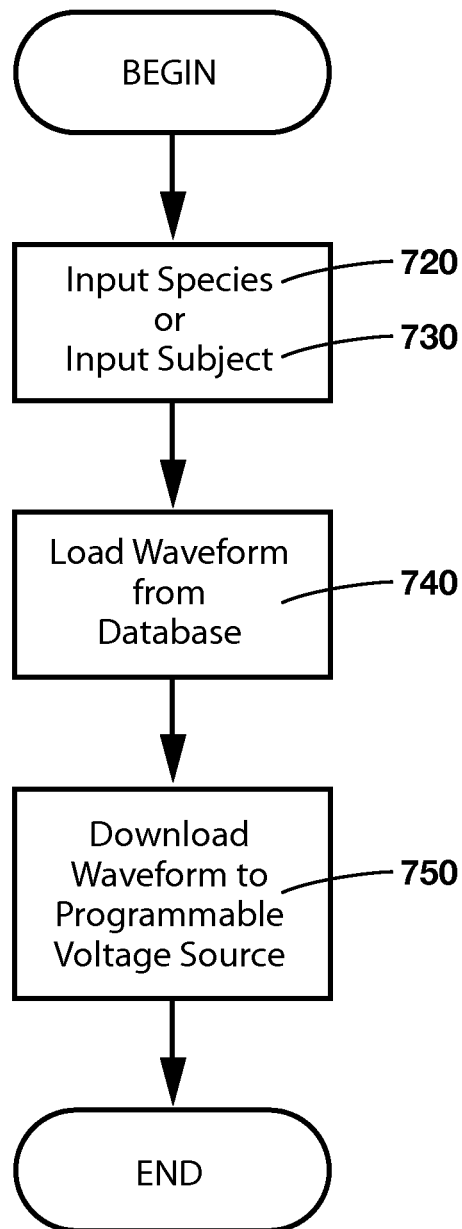 BEGIN
Input Species
720
or
Input Subject
730
Load Waveform
from
Database
740
Download
Waveform to
Programmable
Voltage Source
750
END